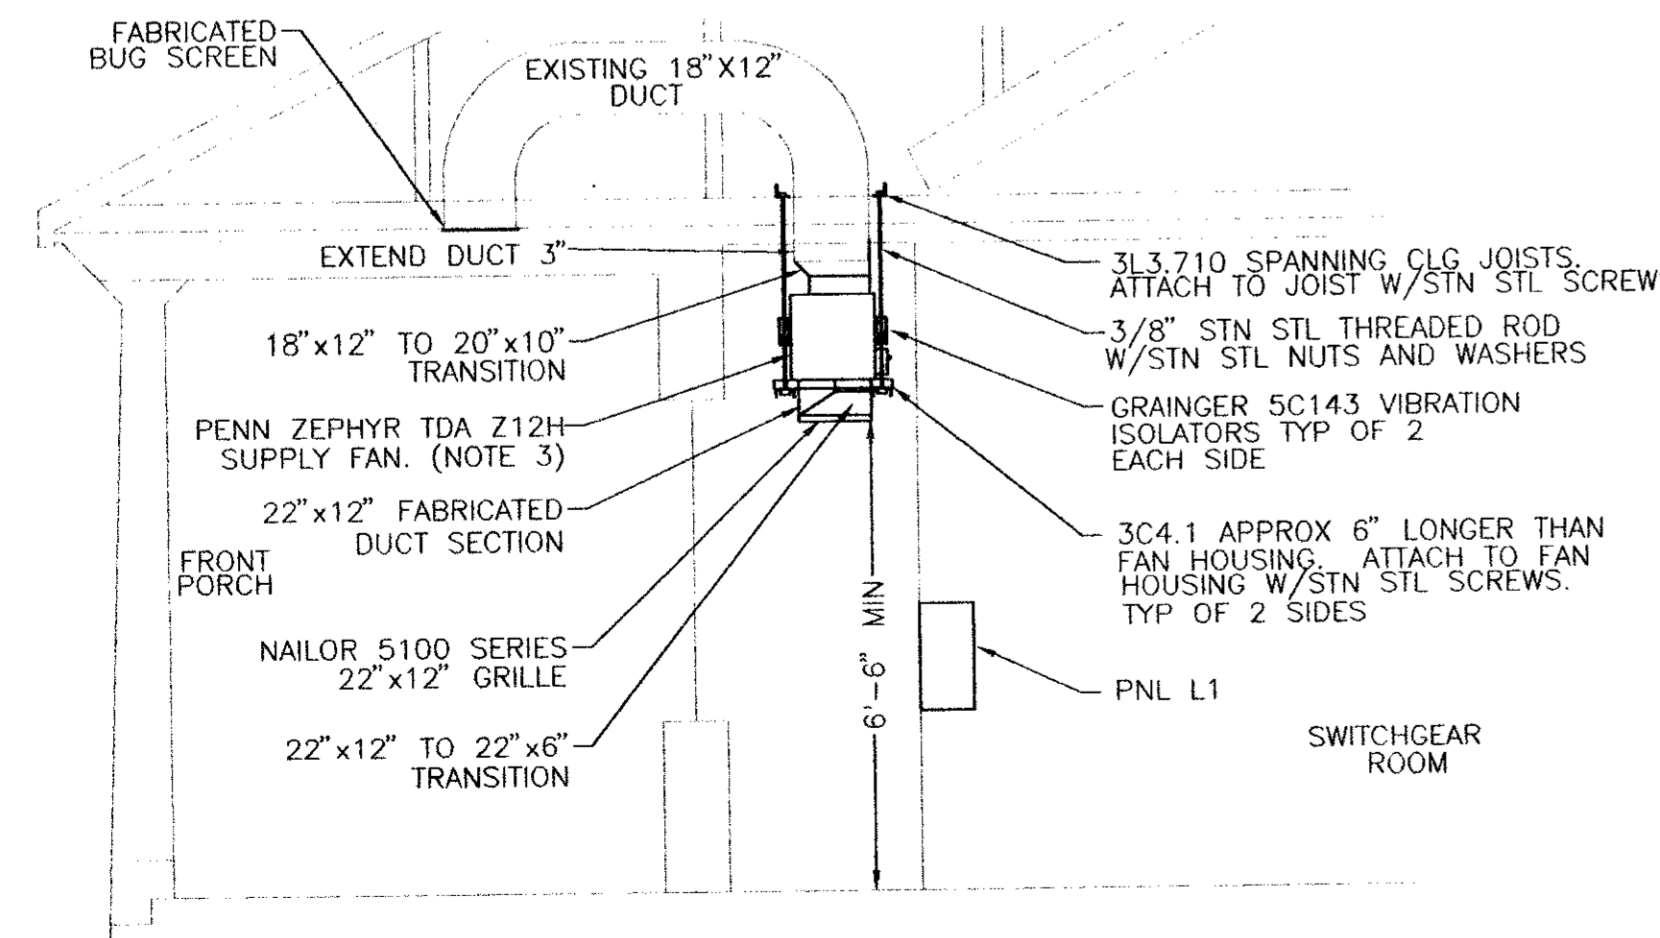 FABRICATED
BUG SCREEN
EXISTING 18"X12"
DUCT
EXTEND DUCT 3"
18"x12" TO 20"x10"
TRANSITION
PENN ZEPHYR TDA Z12H
SUPPLY FAN. (NOTE 3)
22"x12" FABRICATED
DUCT SECTION
FRONT
PORCH
NAILOR 5100 SERIES
22"x12" GRILLE
22"x12" TO 22"x6"
TRANSITION
6'-6" MIN
3L3.710 SPANNING CLG JOISTS.
ATTACH TO JOIST W/STN STL SCREW
3/8" STN STL THREADED ROD
W/STN STL NUTS AND WASHERS
GRAINGER 5C143 VIBRATION
ISOLATORS TYP OF 2
EACH SIDE
3C4.1 APPROX 6" LONGER THAN
FAN HOUSING. ATTACH TO FAN
HOUSING W/STN STL SCREWS.
TYP OF 2 SIDES
PNL L1
SWITCHGEAR
ROOM